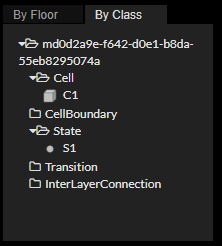 By Floor By Class
md0d2a9e-f642-d0e1-b8da-
55eb8295074a
Cell
C1
CellBoundary
State
S1
Transition
InterLayerConnection